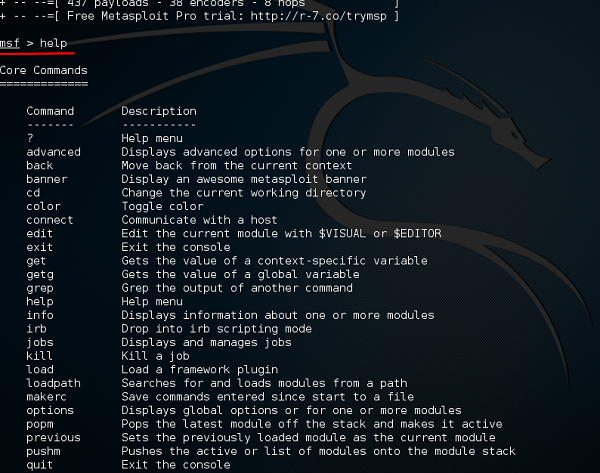 + -- --=[ 437 payloads - 38 encoders - 8 nops ]
+ -- --=[ Free Metasploit Pro trial: http://r-7.co/trymsp ]
msf > help
Core Commands
=============
Command Description
------- -----------
? Help menu
advanced Displays advanced options for one or more modules
back Move back from the current context
banner Display an awesome metasploit banner
cd Change the current working directory
color Toggle color
connect Communicate with a host
edit Edit the current module with $VISUAL or $EDITOR
exit Exit the console
get Gets the value of a context-specific variable
getg Gets the value of a global variable
grep Grep the output of another command
help Help menu
info Displays information about one or more modules
irb Drop into irb scripting mode
jobs Displays and manages jobs
kill Kill a job
load Load a framework plugin
loadpath Searches for and loads modules from a path
makerc Save commands entered since start to a file
options Displays global options or for one or more modules
popm Pops the latest module off the stack and makes it active
previous Sets the previously loaded module as the current module
pushm Pushes the active or list of modules onto the module stack
quit Exit the console